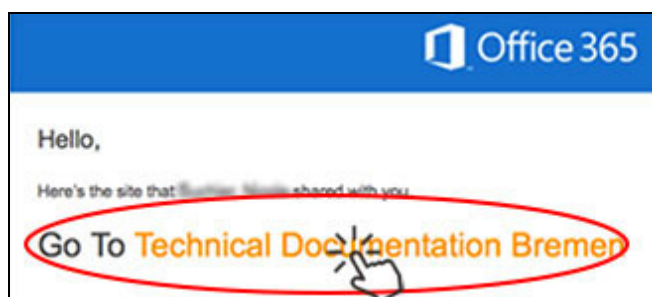 Office 365
Hello,
Here's the site that shared with you
Go To Technical Documentation Bremen